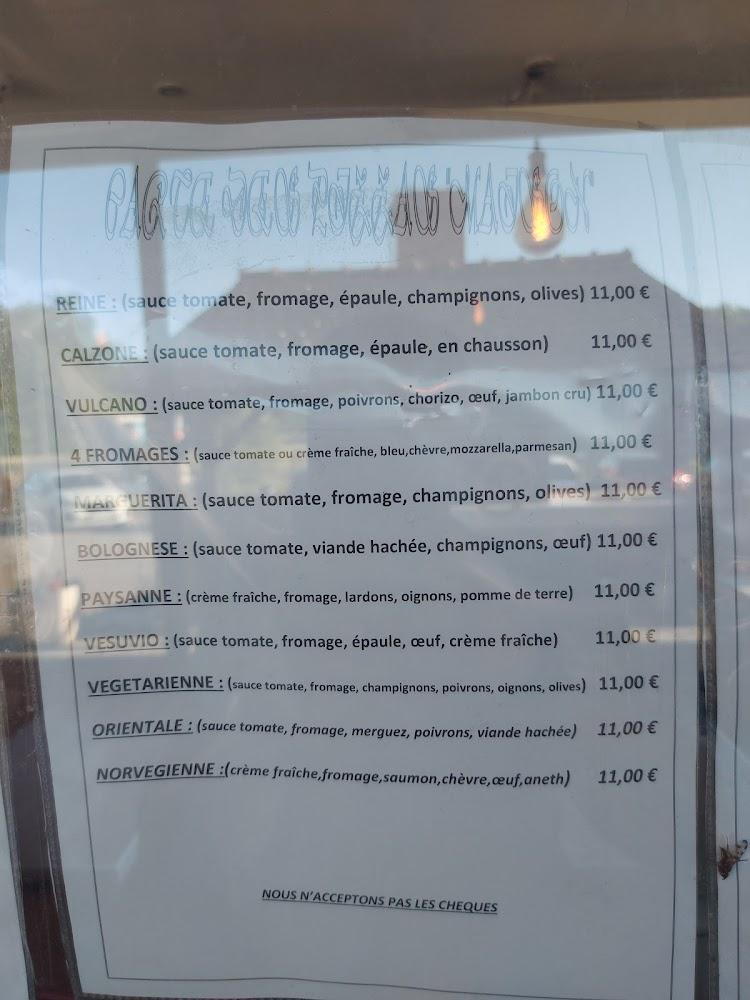 CARTE DES PIZZAS
REINE : (sauce tomate, fromage, épaule, champignons, olives) 11,00 €
CALZONE : (sauce tomate, fromage, épaule, en chausson) 11,00 €
VULCANO : (sauce tomate, fromage, poivrons, chorizo, œuf, jambon cru) 11,00 €
4 FROMAGES : (sauce tomate ou crème fraîche, bleu,chèvre,mozzarella,parmesan) 11,00 €
MARGUERITA : (sauce tomate, fromage, champignons, olives) 11,00 €
BOLOGNESE : (sauce tomate, viande hachée, champignons, œuf) 11,00 €
PAYSANNE : (crème fraîche, fromage, lardons, oignons, pomme de terre) 11,00 €
VESUVIO : (sauce tomate, fromage, épaule, œuf, crème fraîche) 11,00 €
VEGETARIENNE : (sauce tomate, fromage, champignons, poivrons, oignons, olives) 11,00 €
ORIENTALE : (sauce tomate, fromage, merguez, poivrons, viande hachée) 11,00 €
NORVEGIENNE :(crème fraîche,fromage,saumon,chèvre,œuf,aneth) 11,00 €
NOUS N'ACCEPTONS PAS LES CHEQUES